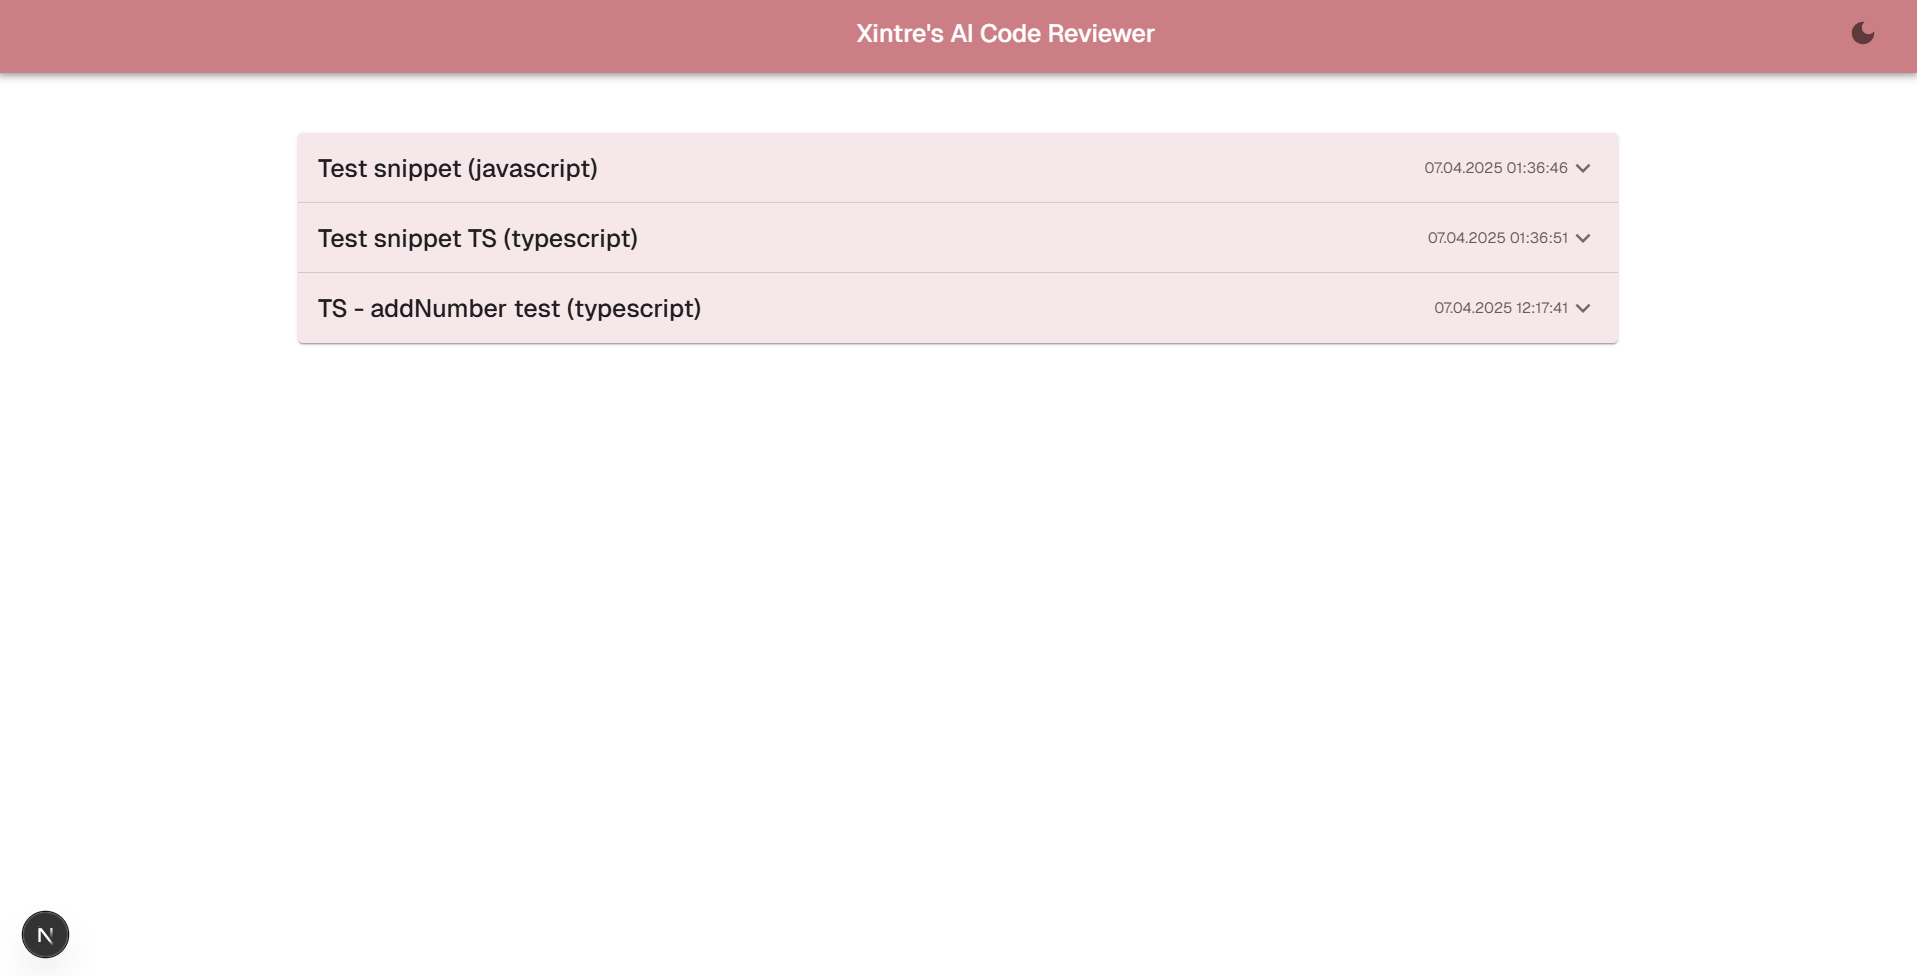 Xintre's AI Code Reviewer
Test snippet (javascript) 07.04.2025 01:36:46
Test snippet TS (typescript) 07.04.2025 01:36:51
TS - addNumber test (typescript) 07.04.2025 12:17:41
N